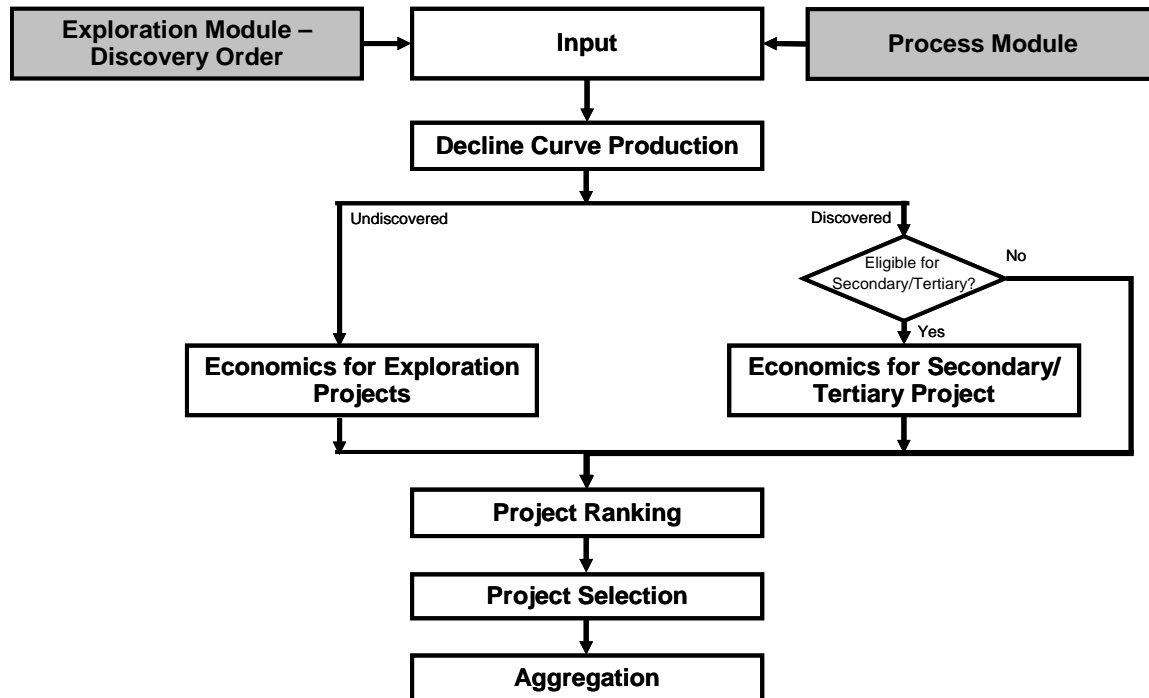 Exploration Module –
Discovery Order
Input
Process Module
Decline Curve Production
Undiscovered
Discovered
Eligible for
Secondary/Tertiary?
No
Yes
Economics for Exploration
Projects
Economics for Secondary/
Tertiary Project
Project Ranking
Project Selection
Aggregation